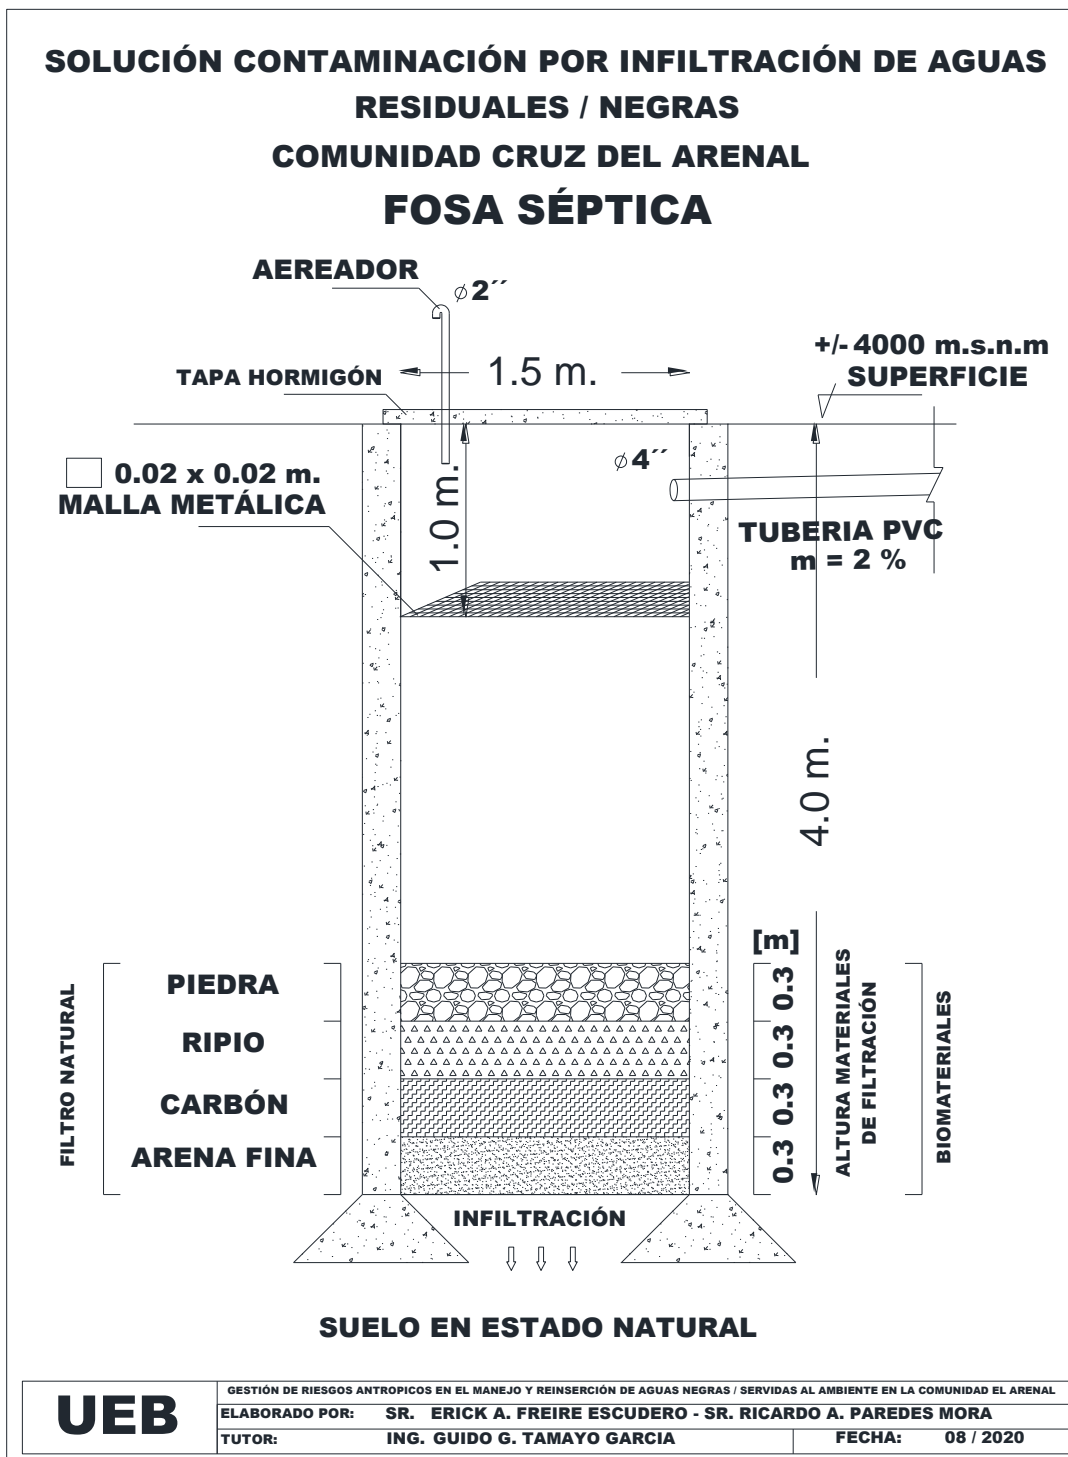 SOLUCIÓN CONTAMINACIÓN POR INFILTRACIÓN DE AGUAS
RESIDUALES / NEGRAS
COMUNIDAD CRUZ DEL ARENAL
FOSA SÉPTICA
AEREADOR
⌀2´´
1.5 m.
+/- 4000 m.s.n.m
SUPERFICIE
TAPA HORMIGÓN
0.02 x 0.02 m.
MALLA METÁLICA
1.0 m.
⌀4´´
TUBERIA PVC
m = 2 %
4.0 m.
[m]
FILTRO NATURAL
PIEDRA
RIPIO
CARBÓN
ARENA FINA
0.3
0.3
0.3
0.3
ALTURA MATERIALES
DE FILTRACIÓN
BIOMATERIALES
INFILTRACIÓN
SUELO EN ESTADO NATURAL
UEB
GESTIÓN DE RIESGOS ANTROPICOS EN EL MANEJO Y REINSERCIÓN DE AGUAS NEGRAS / SERVIDAS AL AMBIENTE EN LA COMUNIDAD EL ARENAL
ELABORADO POR: SR. ERICK A. FREIRE ESCUDERO - SR. RICARDO A. PAREDES MORA
TUTOR: ING. GUIDO G. TAMAYO GARCIA FECHA: 08 / 2020